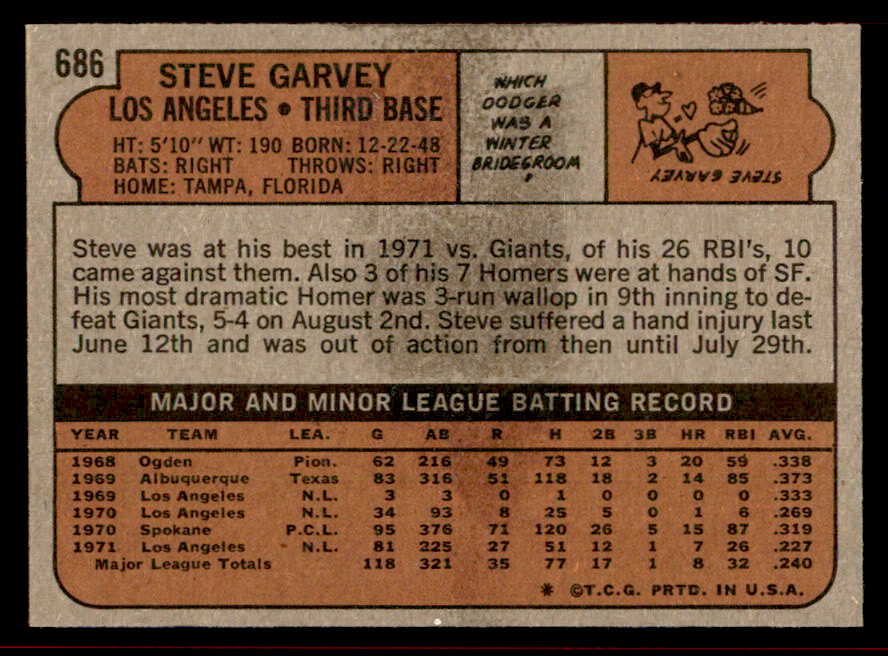 686
STEVE GARVEY
LOS ANGELES • THIRD BASE
HT: 5'10" WT: 190 BORN: 12-22-48
BATS: RIGHT THROWS: RIGHT
HOME: TAMPA, FLORIDA
WHICH
DODGER
WAS A
WINTER
BRIDEGROOM
?
STEVE GARVEY
Steve was at his best in 1971 vs. Giants, of his 26 RBI's, 10
came against them. Also 3 of his 7 Homers were at hands of SF.
His most dramatic Homer was 3-run wallop in 9th inning to de-
feat Giants, 5-4 on August 2nd. Steve suffered a hand injury last
June 12th and was out of action from then until July 29th.
MAJOR AND MINOR LEAGUE BATTING RECORD
YEAR TEAM LEA. G AB R H 2B 3B HR RBI AVG.
1968 Ogden Pion. 62 216 49 73 12 3 20 59 .338
1969 Albuquerque Texas 83 316 51 118 18 2 14 85 .373
1969 Los Angeles N.L. 3 3 0 1 0 0 0 0 .333
1970 Los Angeles N.L. 34 93 8 25 5 0 1 6 .269
1970 Spokane P.C.L. 95 376 71 120 26 5 15 87 .319
1971 Los Angeles N.L. 81 225 27 51 12 1 7 26 .227
Major League Totals 118 321 35 77 17 1 8 32 .240
* ©T.C.G. PRTD. IN U.S.A.